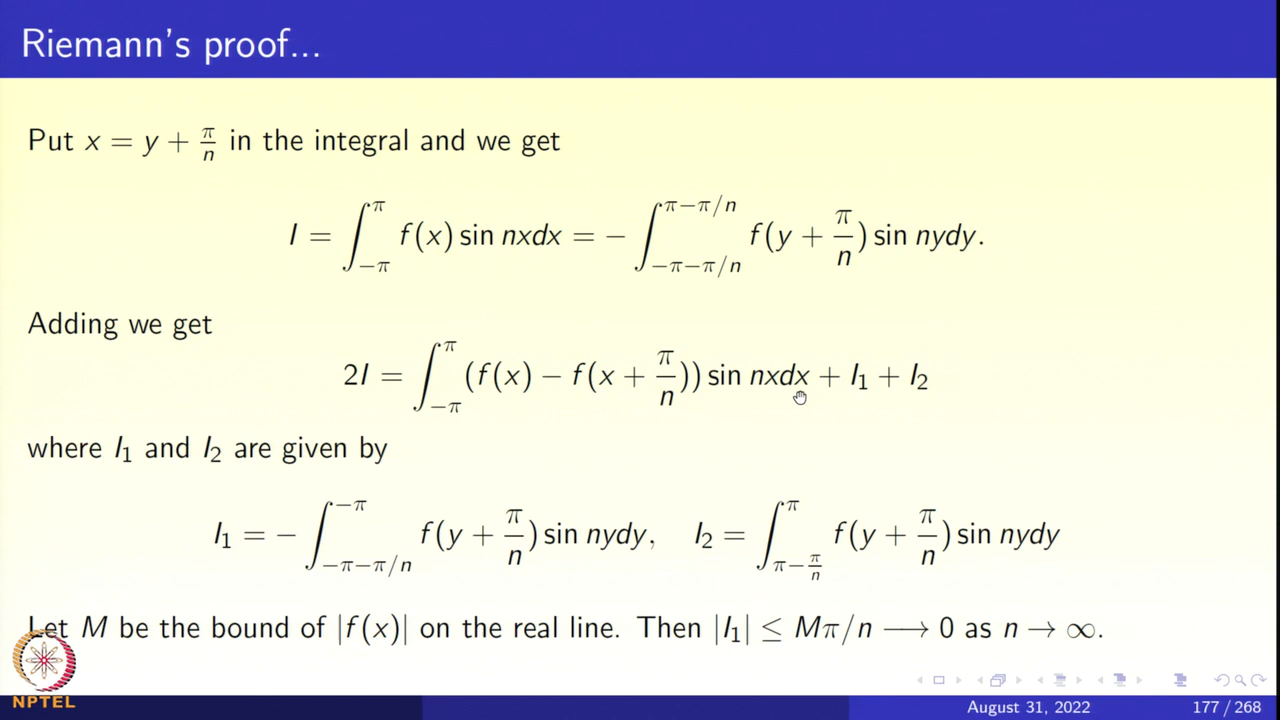 Riemann's proof...
Put x = y + π/n in the integral and we get
I = ∫_{−π}^{π} f(x) sin nxdx = − ∫_{−π−π/n}^{π−π/n} f(y + π/n) sin nydy.
Adding we get
2I = ∫_{−π}^{π} (f(x) − f(x + π/n)) sin nxdx + I₁ + I₂
where I₁ and I₂ are given by
I₁ = − ∫_{−π−π/n}^{−π} f(y + π/n) sin nydy, I₂ = ∫_{π−π/n}^{π} f(y + π/n) sin nydy
Let M be the bound of |f(x)| on the real line. Then |I₁| ≤ Mπ/n ⟶ 0 as n → ∞.
NPTEL
August 31, 2022 177 / 268